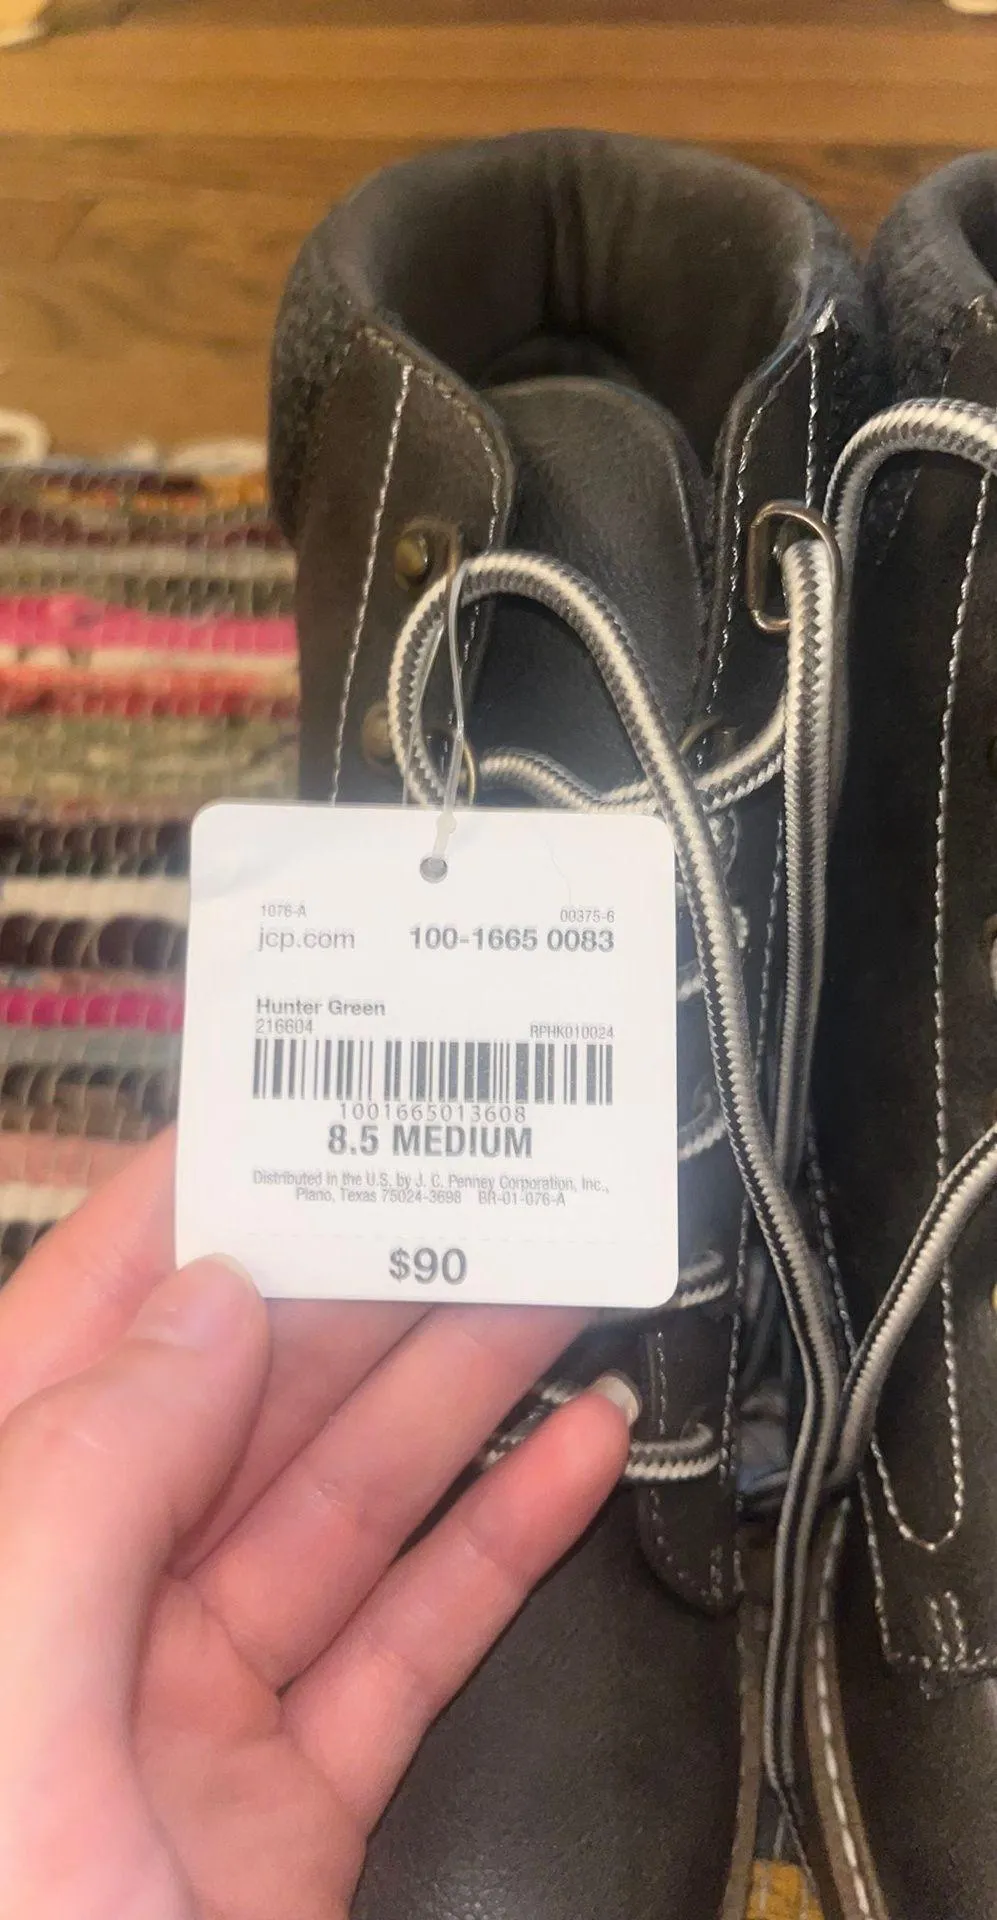 1076-A 00375-6
jcp.com 100-1665 0083
Hunter Green
216604 RPHK010024
1001665013608
8.5 MEDIUM
Distributed in the U.S. by J. C. Penney Corporation, Inc.,
Plano, Texas 75024-3698 BR-01-076-A
$90